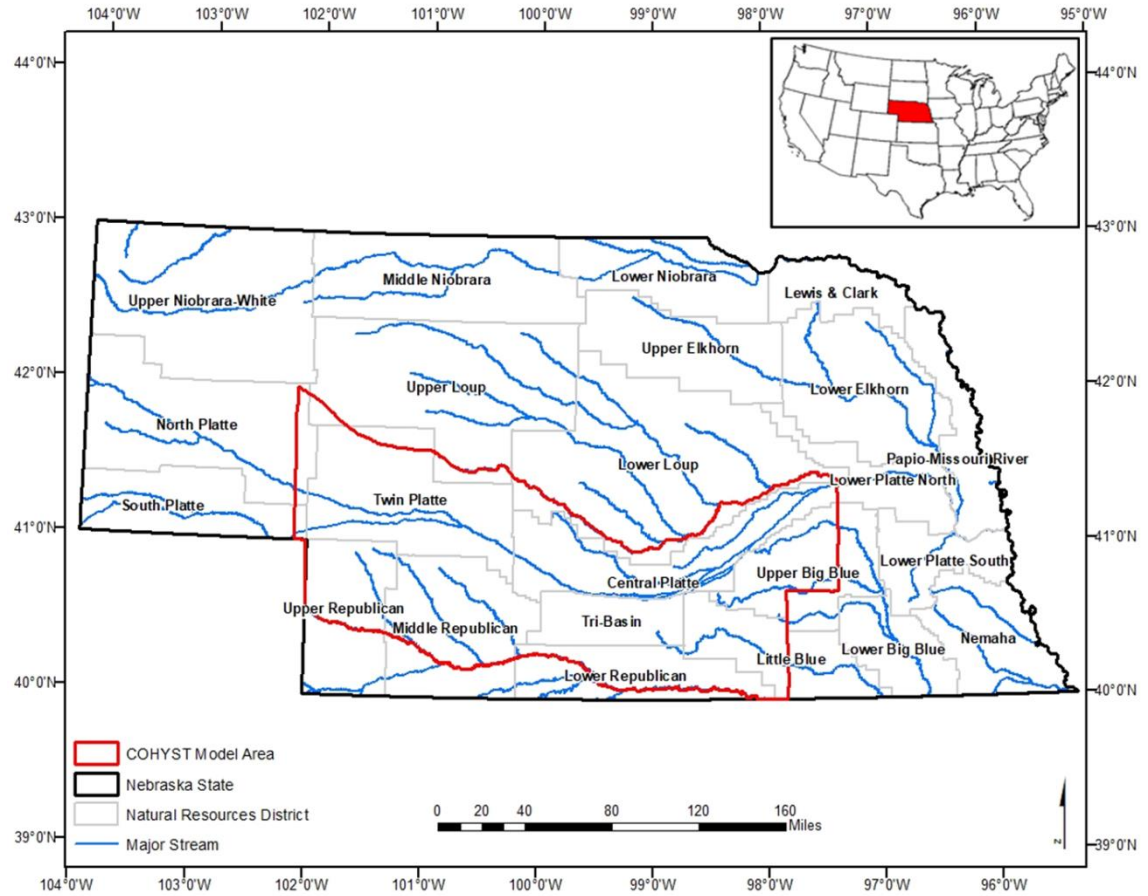 104°0'W 103°0'W 102°0'W 101°0'W 100°0'W 99°0'W 98°0'W 97°0'W 96°0'W 95°0'W
44°0'N 44°0'N
43°0'N 43°0'N
Middle Niobrara
Lower Niobrara
Upper Niobrara-White
Lewis & Clark
Upper Elkhorn
42°0'N 42°0'N
Upper Loup
Lower Elkhorn
North Platte
Papio-Missouri River
Lower Loup
Lower Platte North
Twin Platte
South Platte
41°0'N 41°0'N
Lower Platte South
Central Platte
Upper Big Blue
Upper Republican
Tri-Basin
Middle Republican
Nemaha
Lower Big Blue
Little Blue
Lower Republican
40°0'N 40°0'N
COHYST Model Area
Nebraska State
Natural Resources District
Major Stream
0 20 40 80 120 160
Miles
z
39°0'N 39°0'N
104°0'W 103°0'W 102°0'W 101°0'W 100°0'W 99°0'W 98°0'W 97°0'W 96°0'W